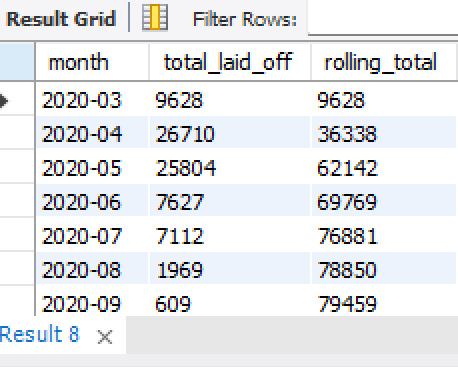 Result Grid Filter Rows:
month total_laid_off rolling_total
2020-03 9628 9628
2020-04 26710 36338
2020-05 25804 62142
2020-06 7627 69769
2020-07 7112 76881
2020-08 1969 78850
2020-09 609 79459
Result 8 ×